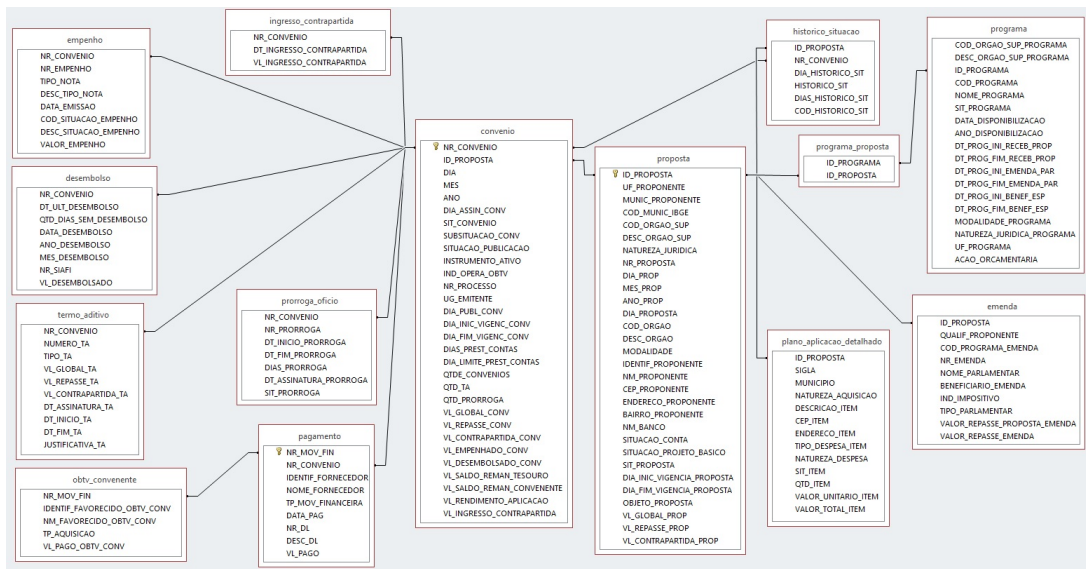 empenho
NR_CONVENIO
NR_EMPENHO
TIPO_NOTA
DESC_TIPO_NOTA
DATA_EMISSAO
COD_SITUACAO_EMPENHO
DESC_SITUACAO_EMPENHO
VALOR_EMPENHO
desembolso
NR_CONVENIO
DT_ULT_DESEMBOLSO
QTD_DIAS_SEM_DESEMBOLSO
DATA_DESEMBOLSO
ANO_DESEMBOLSO
MES_DESEMBOLSO
NR_SIAFI
VL_DESEMBOLSADO
termo_aditivo
NR_CONVENIO
NUMERO_TA
TIPO_TA
VL_GLOBAL_TA
VL_REPASSE_TA
VL_CONTRAPARTIDA_TA
DT_ASSINATURA_TA
DT_INICIO_TA
DT_FIM_TA
JUSTIFICATIVA_TA
obtv_convenente
NR_MOV_FIN
IDENTIF_FAVORECIDO_OBTV_CONV
NM_FAVORECIDO_OBTV_CONV
TP_AQUISICAO
VL_PAGO_OBTV_CONV
ingresso_contrapartida
NR_CONVENIO
DT_INGRESSO_CONTRAPARTIDA
VL_INGRESSO_CONTRAPARTIDA
prorroga_oficio
NR_CONVENIO
NR_PRORROGA
DT_INICIO_PRORROGA
DT_FIM_PRORROGA
DIAS_PRORROGA
DT_ASSINATURA_PRORROGA
SIT_PRORROGA
pagamento
NR_MOV_FIN
NR_CONVENIO
IDENTIF_FORNECEDOR
NOME_FORNECEDOR
TP_MOV_FINANCEIRA
DATA_PAG
NR_DL
DESC_DL
VL_PAGO
convenio
NR_CONVENIO
ID_PROPOSTA
DIA
MES
ANO
DIA_ASSIN_CONV
SIT_CONVENIO
SUBSITUACAO_CONV
SITUACAO_PUBLICACAO
INSTRUMENTO_ATIVO
IND_OPERA_OBTV
NR_PROCESSO
UG_EMITENTE
DIA_PUBL_CONV
DIA_INIC_VIGENC_CONV
DIA_FIM_VIGENC_CONV
DIAS_PREST_CONTAS
DIA_LIMITE_PREST_CONTAS
QTDE_CONVENIOS
QTD_TA
QTD_PRORROGA
VL_GLOBAL_CONV
VL_REPASSE_CONV
VL_CONTRAPARTIDA_CONV
VL_EMPENHADO_CONV
VL_DESEMBOLSADO_CONV
VL_SALDO_REMAN_TESOURO
VL_SALDO_REMAN_CONVENENTE
VL_RENDIMENTO_APLICACAO
VL_INGRESSO_CONTRAPARTIDA
proposta
ID_PROPOSTA
UF_PROPONENTE
MUNIC_PROPONENTE
COD_MUNIC_IBGE
COD_ORGAO_SUP
DESC_ORGAO_SUP
NATUREZA_JURIDICA
NR_PROPOSTA
DIA_PROP
MES_PROP
ANO_PROP
DIA_PROPOSTA
COD_ORGAO
DESC_ORGAO
MODALIDADE
IDENTIF_PROPONENTE
NM_PROPONENTE
CEP_PROPONENTE
ENDERECO_PROPONENTE
BAIRRO_PROPONENTE
NM_BANCO
SITUACAO_CONTA
SITUACAO_PROJETO_BASICO
SIT_PROPOSTA
DIA_INIC_VIGENCIA_PROPOSTA
DIA_FIM_VIGENCIA_PROPOSTA
OBJETO_PROPOSTA
VL_GLOBAL_PROP
VL_REPASSE_PROP
VL_CONTRAPARTIDA_PROP
historico_situacao
ID_PROPOSTA
NR_CONVENIO
DIA_HISTORICO_SIT
HISTORICO_SIT
DIAS_HISTORICO_SIT
COD_HISTORICO_SIT
programa_proposta
ID_PROGRAMA
ID_PROPOSTA
plano_aplicacao_detalhado
ID_PROPOSTA
SIGLA
MUNICIPIO
NATUREZA_AQUISICAO
DESCRICAO_ITEM
CEP_ITEM
ENDERECO_ITEM
TIPO_DESPESA_ITEM
NATUREZA_DESPESA
SIT_ITEM
QTD_ITEM
VALOR_UNITARIO_ITEM
VALOR_TOTAL_ITEM
programa
COD_ORGAO_SUP_PROGRAMA
DESC_ORGAO_SUP_PROGRAMA
ID_PROGRAMA
COD_PROGRAMA
NOME_PROGRAMA
SIT_PROGRAMA
DATA_DISPONIBILIZACAO
ANO_DISPONIBILIZACAO
DT_PROG_INI_RECEB_PROP
DT_PROG_FIM_RECEB_PROP
DT_PROG_INI_EMENDA_PAR
DT_PROG_FIM_EMENDA_PAR
DT_PROG_INI_BENEF_ESP
DT_PROG_FIM_BENEF_ESP
MODALIDADE_PROGRAMA
NATUREZA_JURIDICA_PROGRAMA
UF_PROGRAMA
ACAO_ORCAMENTARIA
emenda
ID_PROPOSTA
QUALIF_PROPONENTE
COD_PROGRAMA_EMENDA
NR_EMENDA
NOME_PARLAMENTAR
BENEFICIARIO_EMENDA
IND_IMPOSITIVO
TIPO_PARLAMENTAR
VALOR_REPASSE_PROPOSTA_EMENDA
VALOR_REPASSE_EMENDA